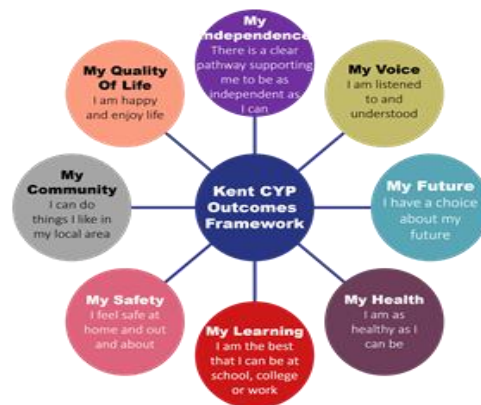 My
Independence
There is a clear
pathway supporting
me to be as
independent as
I can
My Voice
I am listened
to and
understood
My Future
I have a choice
about my
future
My Health
I am as
healthy as I
can be
My Learning
I am the best
that I can be at
school, college
or work
My Safety
I feel safe at
home and out
and about
My
Community
I can do
things I like in
my local area
My Quality
Of Life
I am happy
and enjoy life
Kent CYP
Outcomes
Framework